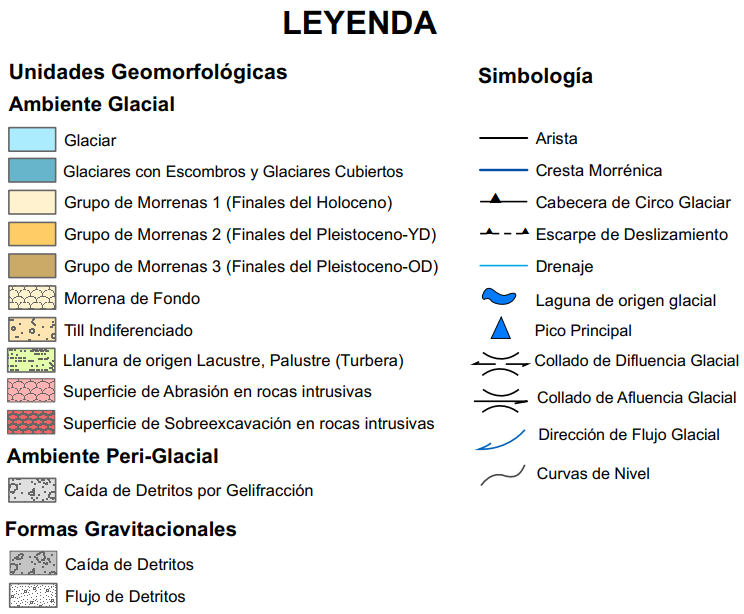 LEYENDA
Unidades Geomorfológicas
Ambiente Glacial
Glaciar
Glaciares con Escombros y Glaciares Cubiertos
Grupo de Morrenas 1 (Finales del Holoceno)
Grupo de Morrenas 2 (Finales del Pleistoceno-YD)
Grupo de Morrenas 3 (Finales del Pleistoceno-OD)
Morrena de Fondo
Till Indiferenciado
Llanura de origen Lacustre, Palustre (Turbera)
Superficie de Abrasión en rocas intrusivas
Superficie de Sobreexcavación en rocas intrusivas
Ambiente Peri-Glacial
Caída de Detritos por Gelifracción
Formas Gravitacionales
Caída de Detritos
Flujo de Detritos
Simbología
Arista
Cresta Morrénica
Cabecera de Circo Glaciar
Escarpe de Deslizamiento
Drenaje
Laguna de origen glacial
Pico Principal
Collado de Difluencia Glacial
Collado de Afluencia Glacial
Dirección de Flujo Glacial
Curvas de Nivel